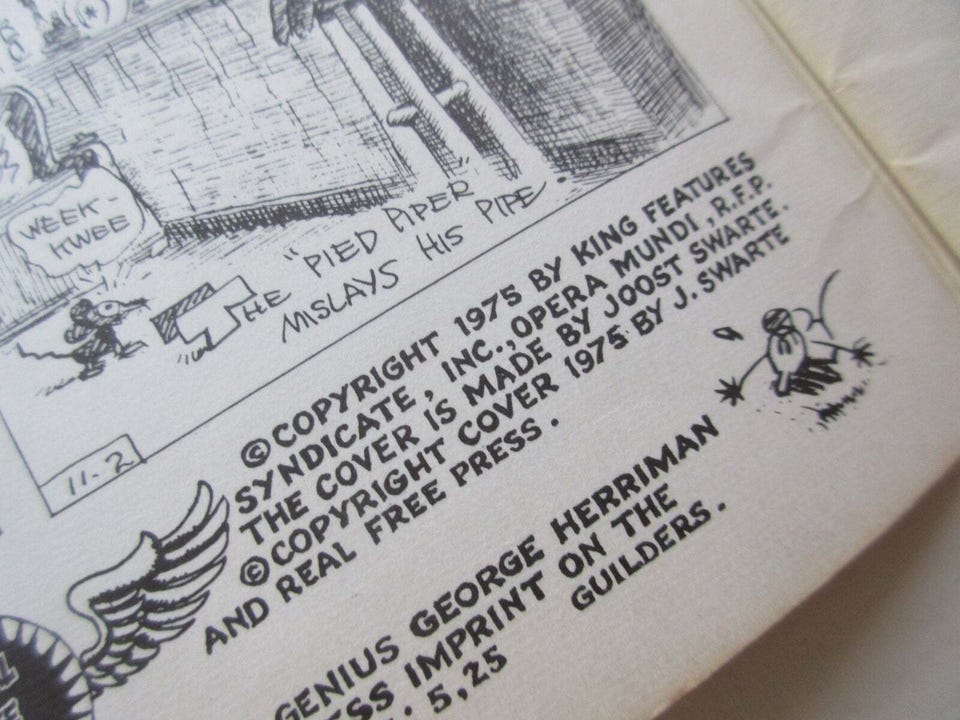 WEEK-
KWEE
THE "PIED PIPER
MISLAYS HIS PIPE.
11-2
©COPYRIGHT 1975 BY KING FEATURES
SYNDICATE, INC., OPERA MUNDI, R.F.P.
THE COVER IS MADE BY JOOST SWARTE.
©COPYRIGHT COVER 1975 BY J. SWARTE
AND REAL FREE PRESS.
GENIUS GEORGE HERRIMAN
ESS IMPRINT ON THE
. 5,25 GUILDERS.